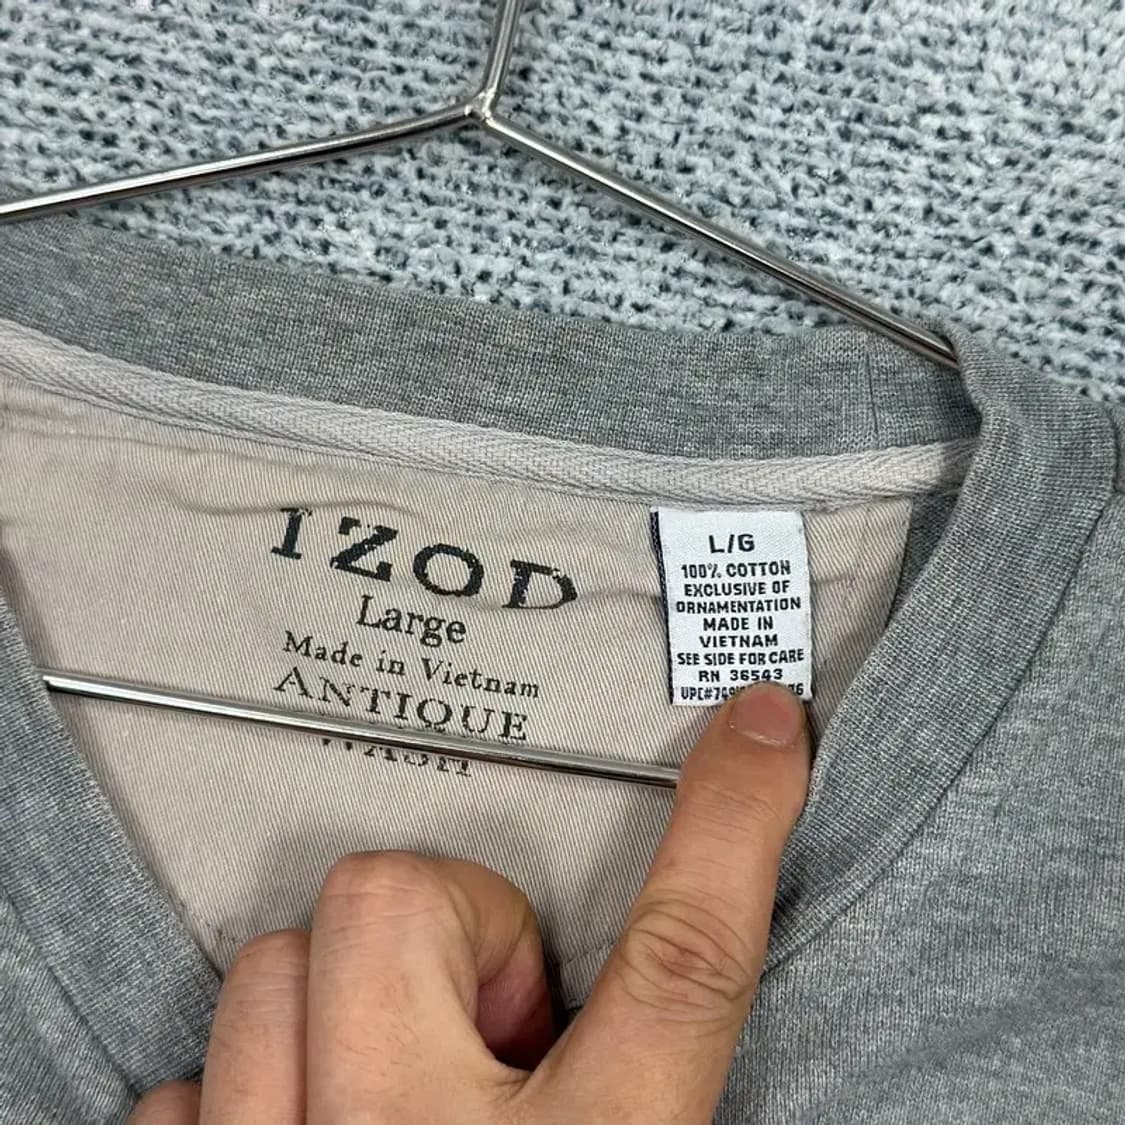 IZOD
Large
Made in Vietnam
ANTIQUE
WASH
L/G
100% COTTON
EXCLUSIVE OF
ORNAMENTATION
MADE IN
VIETNAM
SEE SIDE FOR CARE
RN 36543